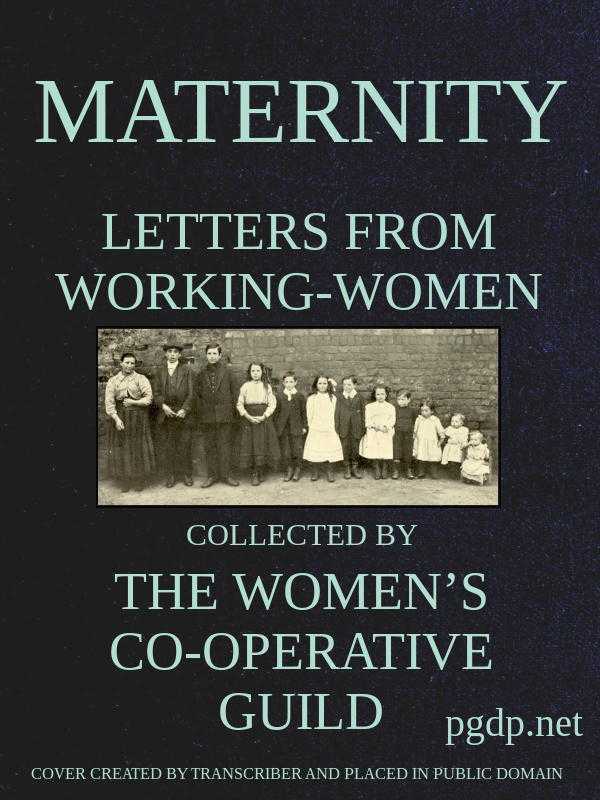 MATERNITY
LETTERS FROM
WORKING-WOMEN
COLLECTED BY
THE WOMEN’S
CO-OPERATIVE
GUILD
pgdp.net
COVER CREATED BY TRANSCRIBER AND PLACED IN PUBLIC DOMAIN